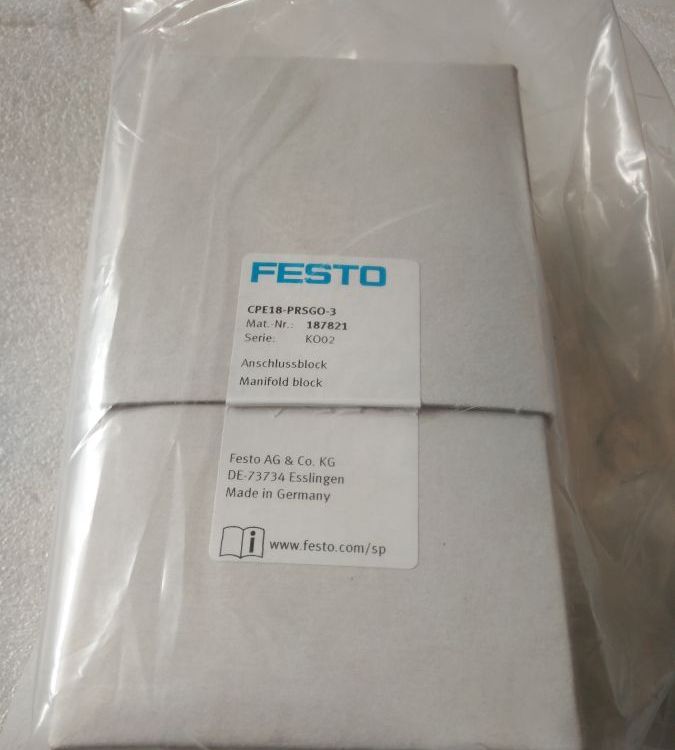 FESTO
CPE18-PRSGO-3
Mat.-Nr.: 187821
Serie: KO02
Anschlussblock
Manifold block
Festo AG & Co. KG
DE-73734 Esslingen
Made in Germany
i www.festo.com/sp